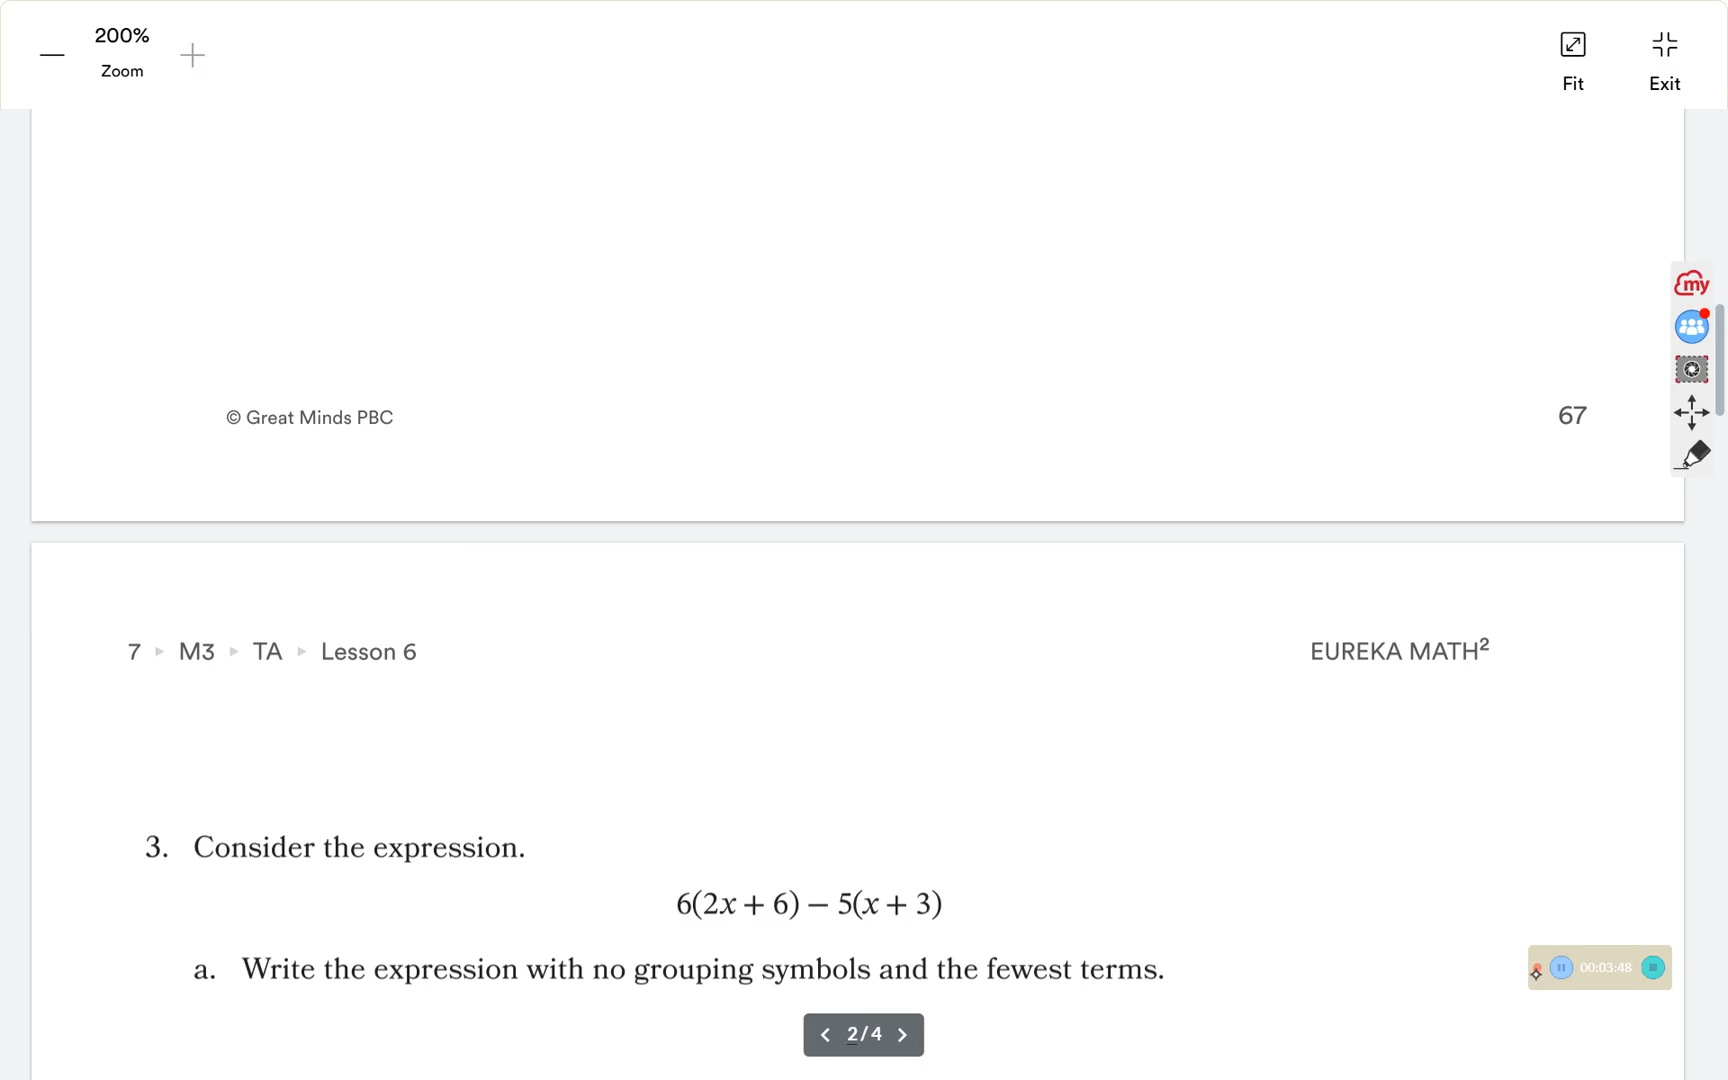 200%
Zoom
Fit
Exit
my
© Great Minds PBC
67
7 ▸ M3 ▸ TA ▸ Lesson 6
EUREKA MATH²
3. Consider the expression.
6(2x + 6) – 5(x + 3)
a. Write the expression with no grouping symbols and the fewest terms.
00:03:48
2/4